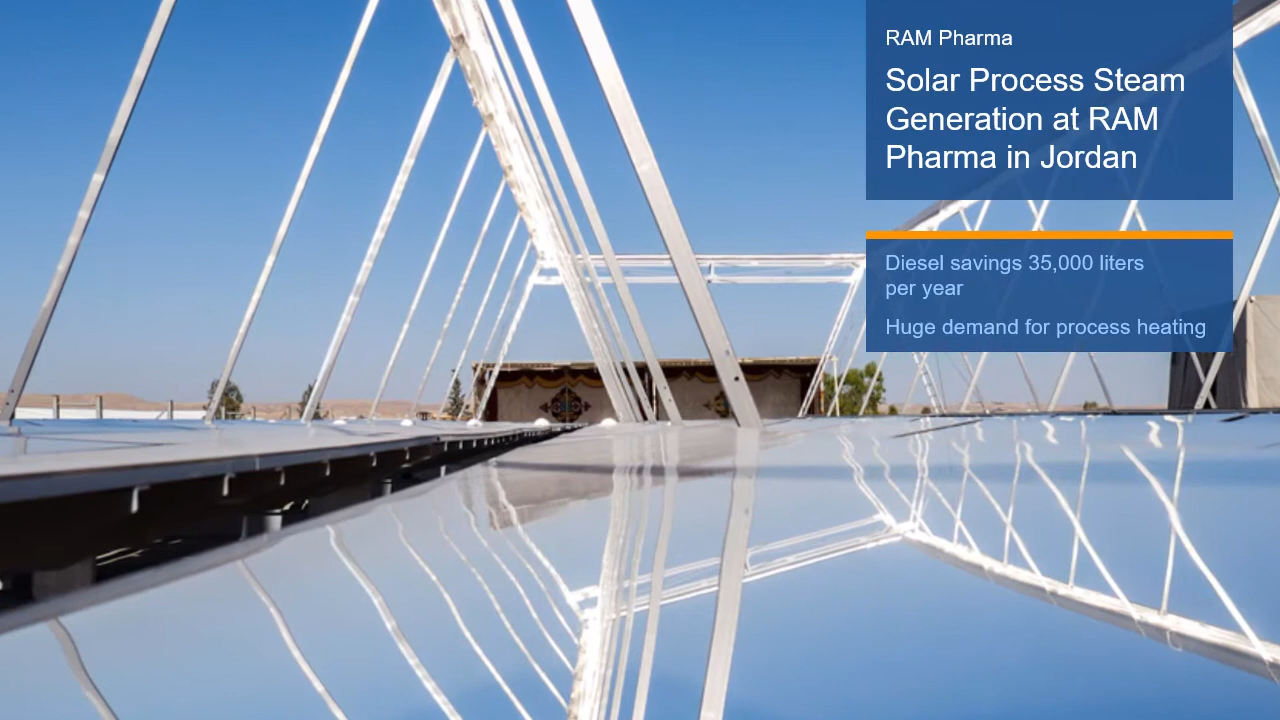 RAM Pharma
Solar Process Steam
Generation at RAM
Pharma in Jordan
Diesel savings 35,000 liters
per year
Huge demand for process heating